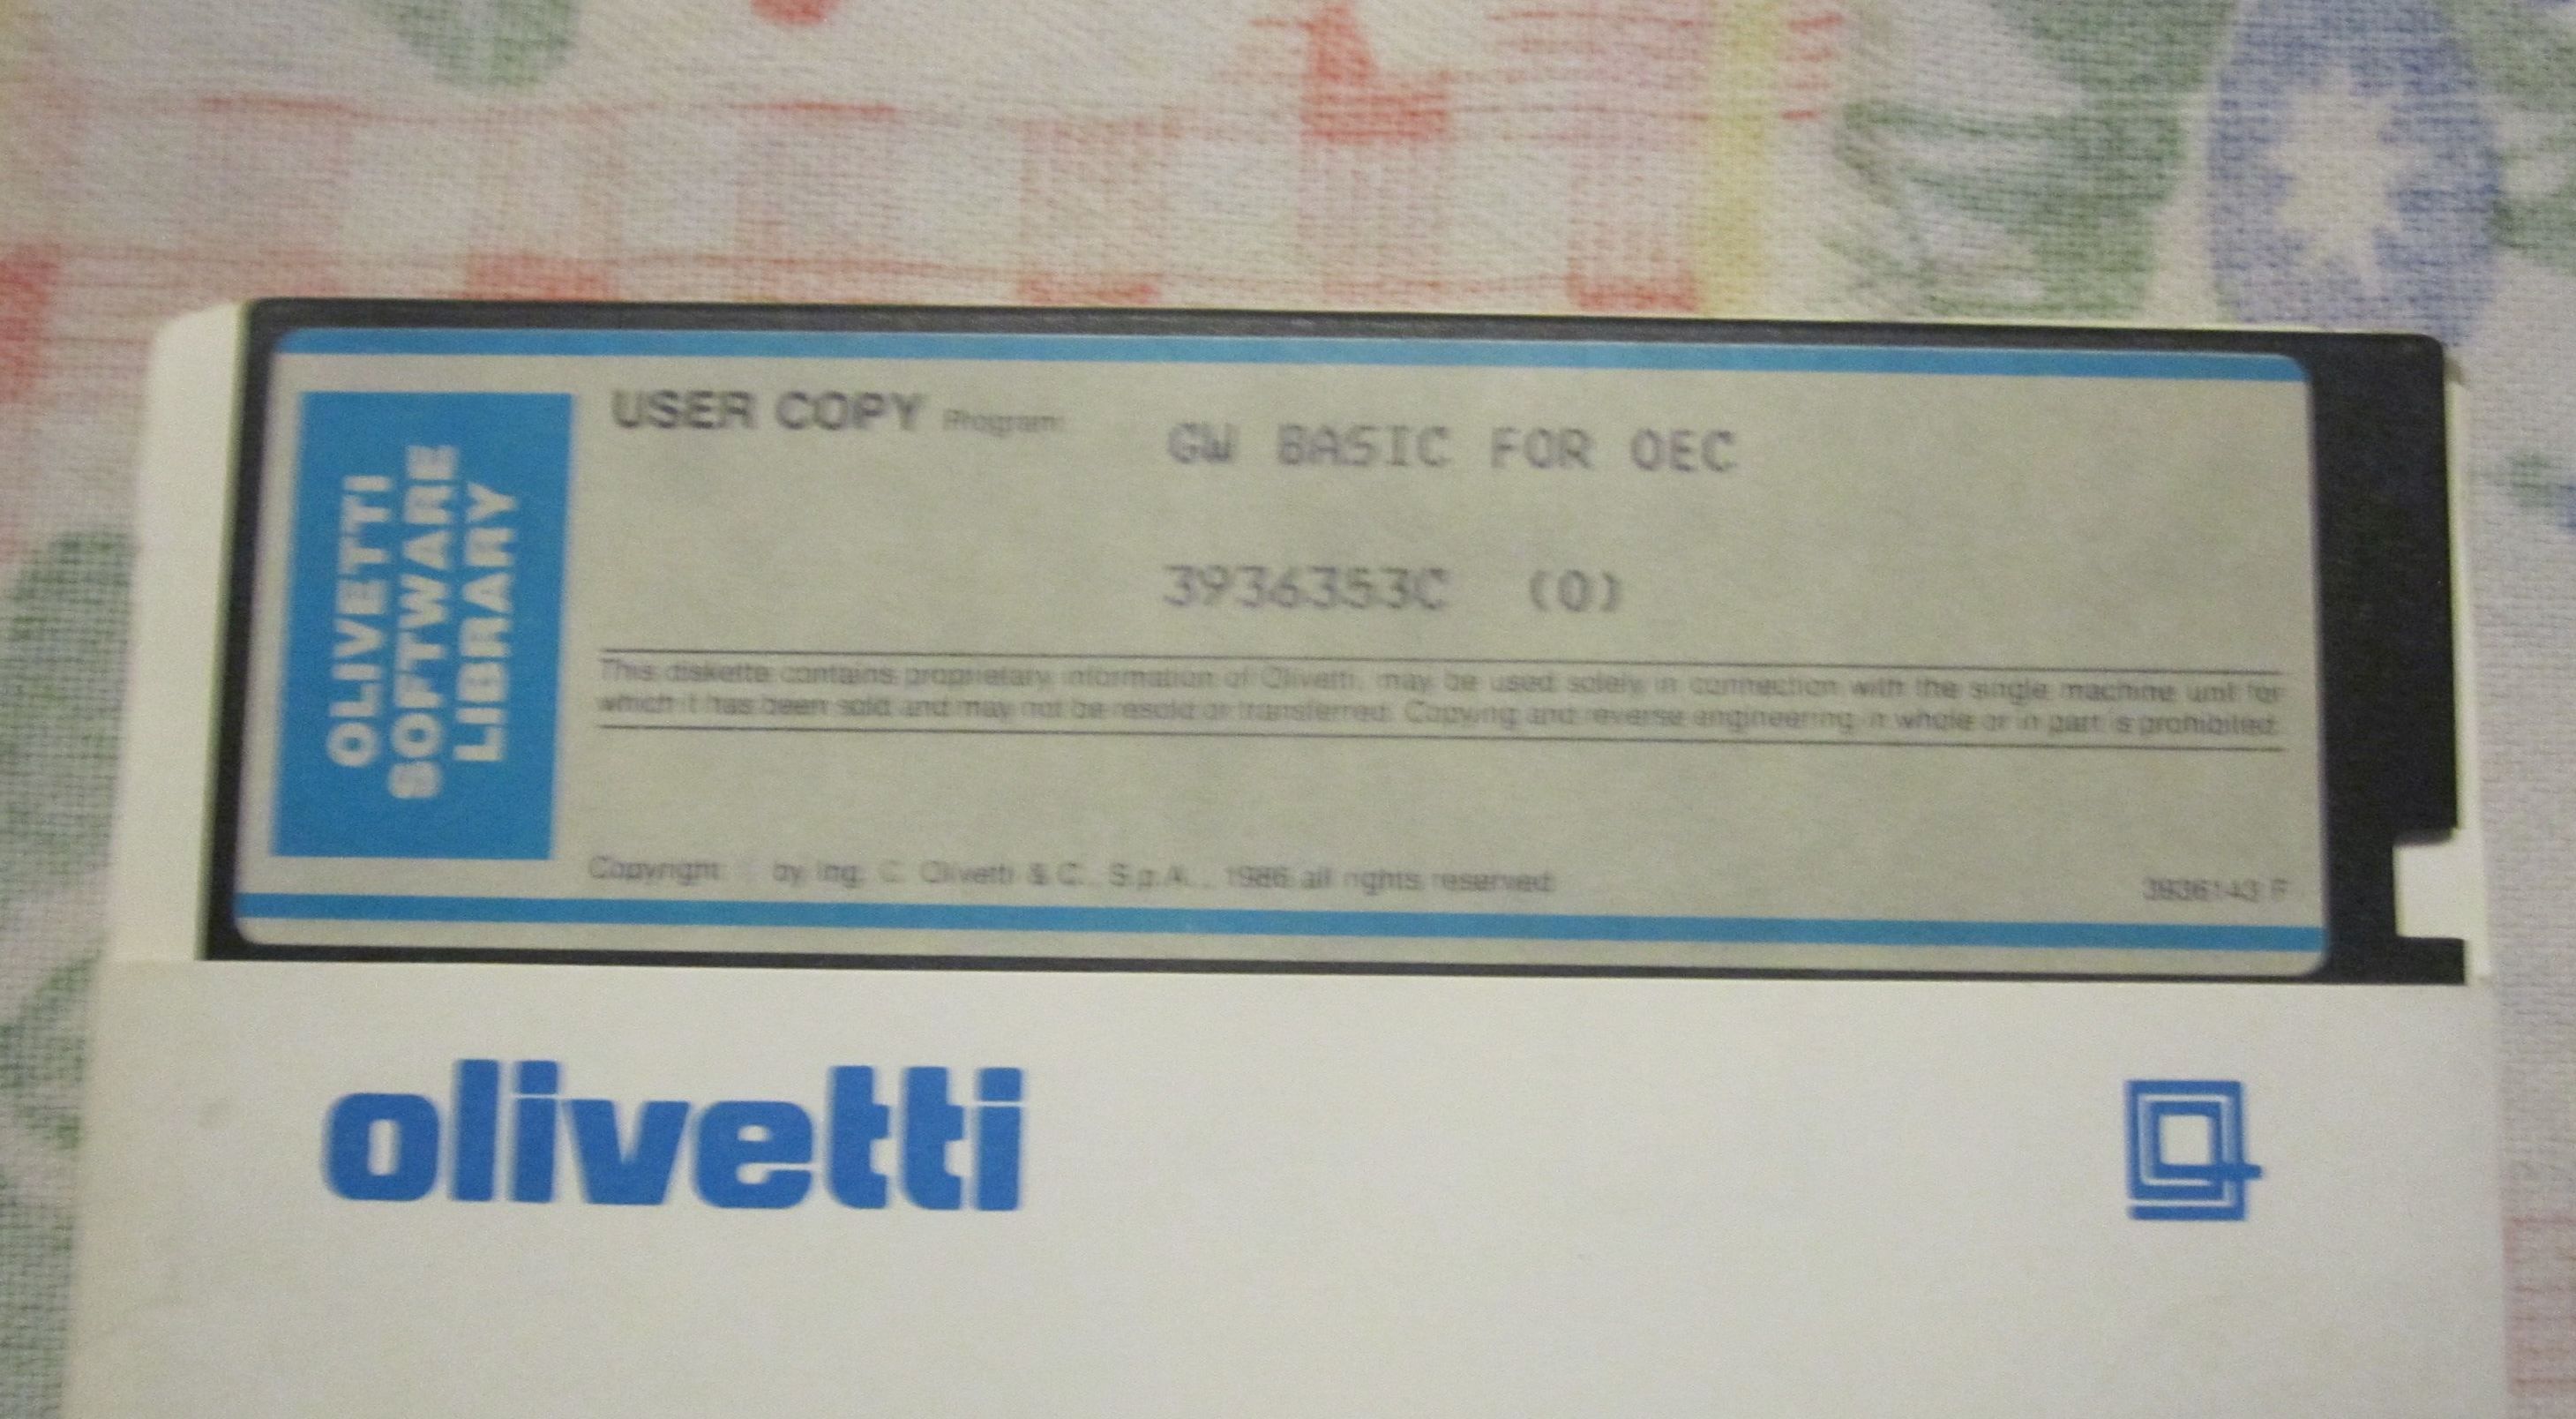 OLIVETTI
SOFTWARE
LIBRARY
USER COPY Program:
GW BASIC FOR OEC
3936353C (0)
This diskette contains proprietary information of Olivetti, may be used solely in connection with the single machine unit for
which it has been sold and may not be resold or transferred. Copying and reverse engineering in whole or in part is prohibited.
Copyright by Ing. C. Olivetti & C., S.p.A., 1986 all rights reserved
olivetti